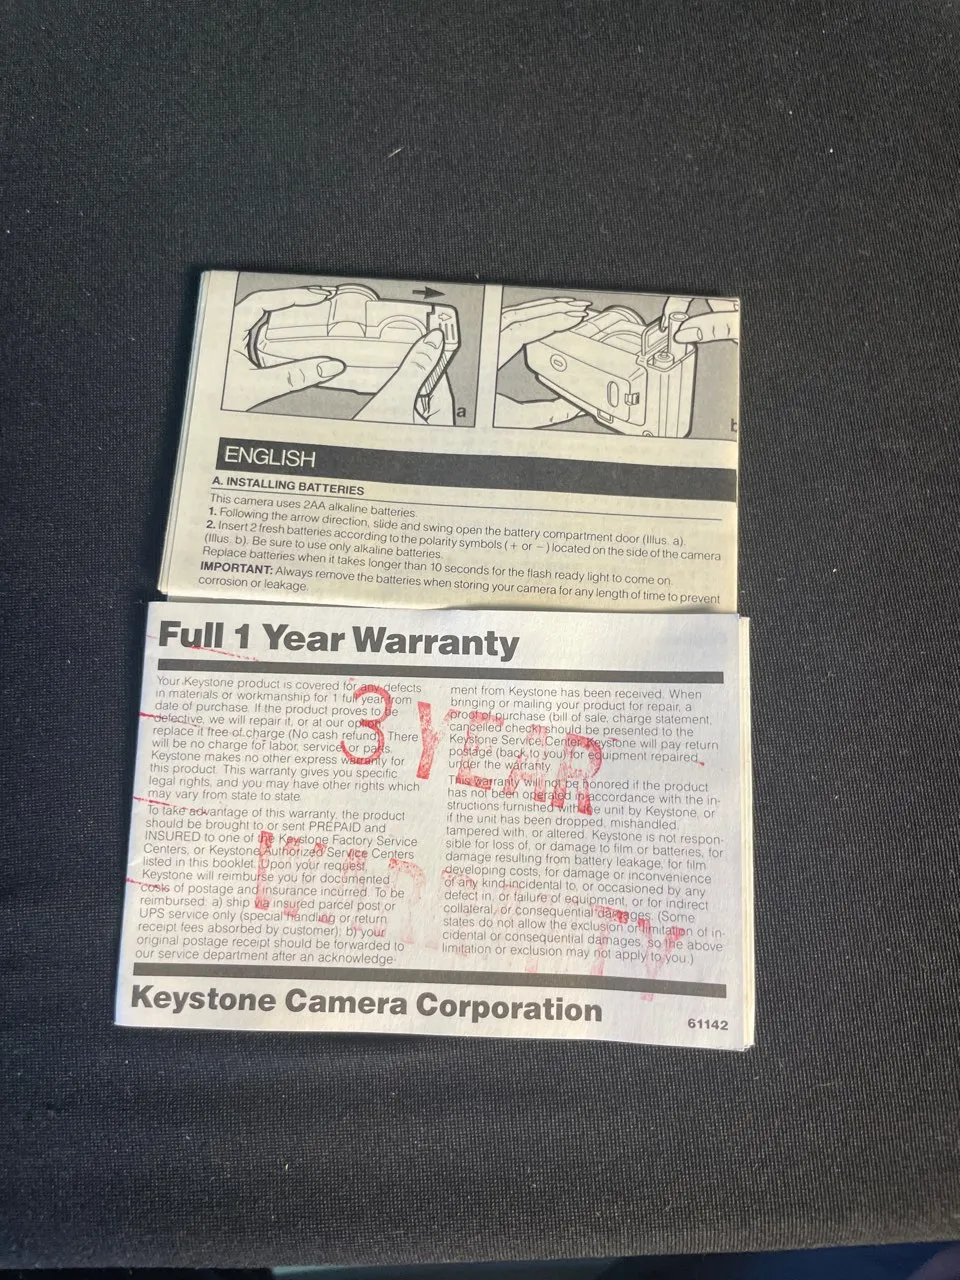 a
b
ENGLISH
A. INSTALLING BATTERIES
This camera uses 2AA alkaline batteries.
1. Following the arrow direction, slide and swing open the battery compartment door (Illus. a).
2. Insert 2 fresh batteries according to the polarity symbols ( + or – ) located on the side of the camera
(Illus. b). Be sure to use only alkaline batteries.
Replace batteries when it takes longer than 10 seconds for the flash ready light to come on.
IMPORTANT: Always remove the batteries when storing your camera for any length of time to prevent
corrosion or leakage.
Full 1 Year Warranty
Your Keystone product is covered for any defects
in materials or workmanship for 1 full year from
date of purchase. If the product proves to be
defective, we will repair it, or at our option
replace it free of charge (No cash refund). There
will be no charge for labor, service or parts.
Keystone makes no other express warranty for
this product. This warranty gives you specific
legal rights, and you may have other rights which
may vary from state to state.
To take advantage of this warranty, the product
should be brought to or sent PREPAID and
INSURED to one of the Keystone Factory Service
Centers, or Keystone Authorized Service Centers
listed in this booklet. Upon your request,
Keystone will reimburse you for documented
costs of postage and insurance incurred. To be
reimbursed: a) ship via insured parcel post or
UPS service only (special handling or return
receipt fees absorbed by customer); b) your
original postage receipt should be forwarded to
our service department after an acknowledge-
ment from Keystone has been received. When
bringing or mailing your product for repair, a
proof of purchase (bill of sale, charge statement,
cancelled check) should be presented to the
Keystone Service Center. Keystone will pay return
postage (back to you) for equipment repaired
under the warranty.
This warranty will not be honored if the product
has not been operated in accordance with the in-
structions furnished with the unit by Keystone, or
if the unit has been dropped, mishandled,
tampered with, or altered. Keystone is not respon-
sible for loss of, or damage to film or batteries, for
damage resulting from battery leakage, for film
developing costs, for damage or inconvenience
of any kind incidental to, or occasioned by any
defect in, or failure of equipment, or for indirect
collateral, or consequential damages. (Some
states do not allow the exclusion or limitation of in-
cidental or consequential damages, so the above
limitation or exclusion may not apply to you.)
3 YEAR
WARRANTY
Keystone Camera Corporation
61142